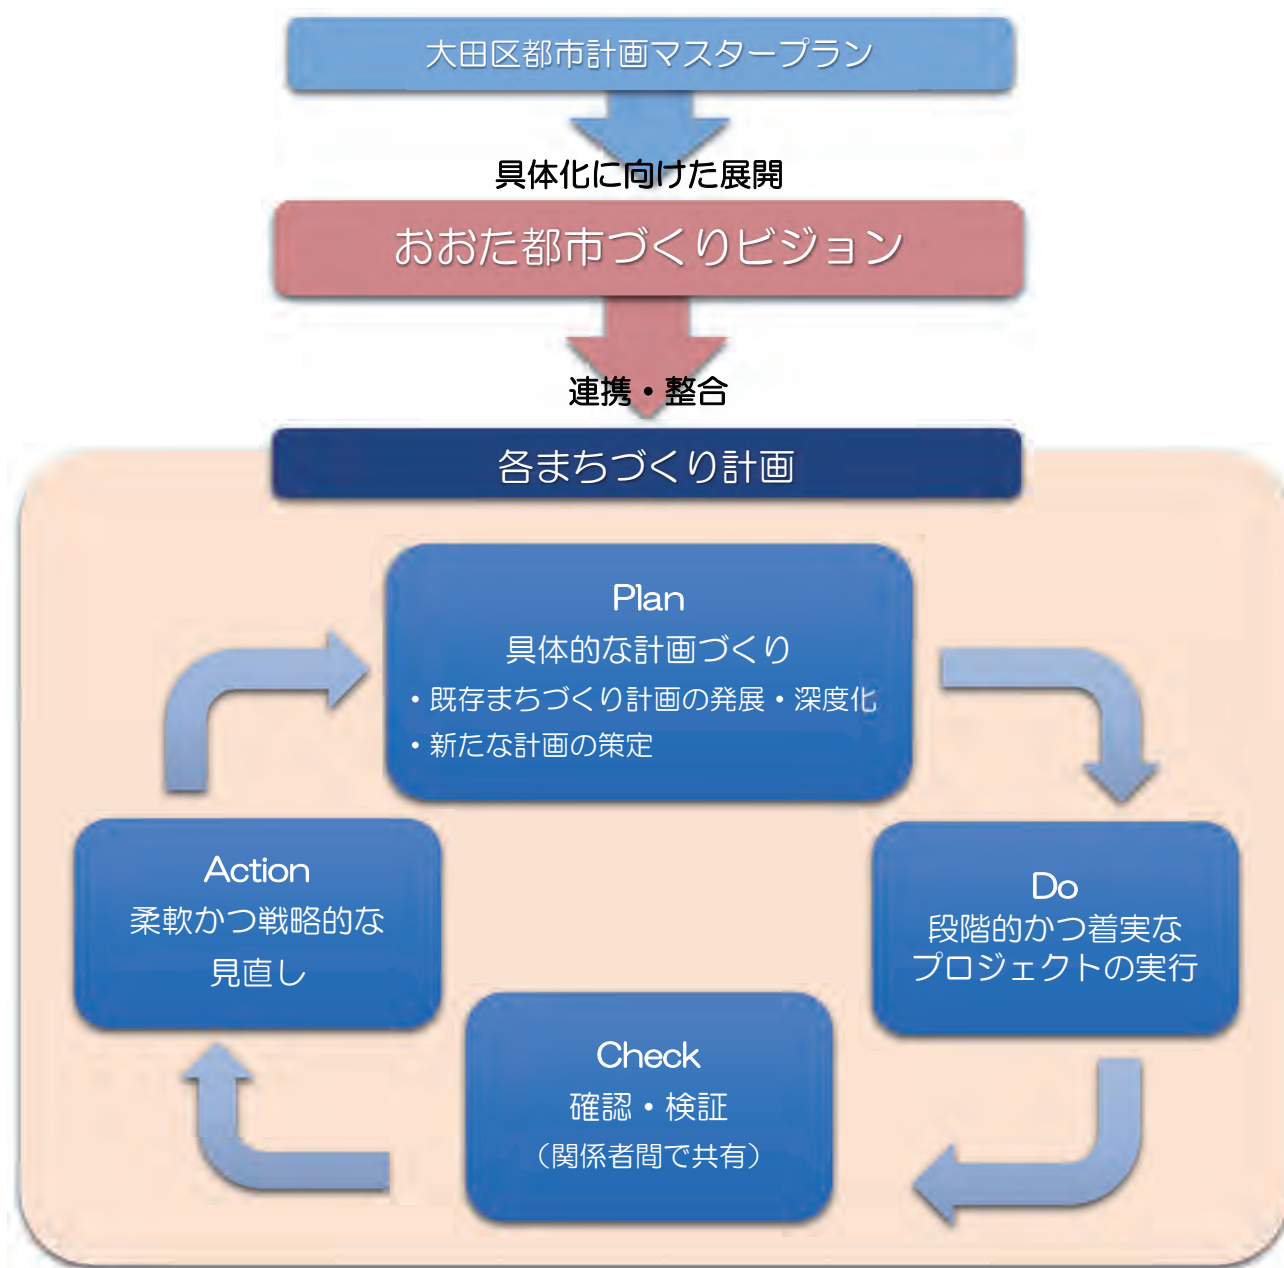 大田区都市計画マスタープラン
具体化に向けた展開
おおた都市づくりビジョン
連携・整合
各まちづくり計画
Plan
具体的な計画づくり
・既存まちづくり計画の発展・深度化
・新たな計画の策定
Action
柔軟かつ戦略的な
見直し
Do
段階的かつ着実な
プロジェクトの実行
Check
確認・検証
（関係者間で共有）